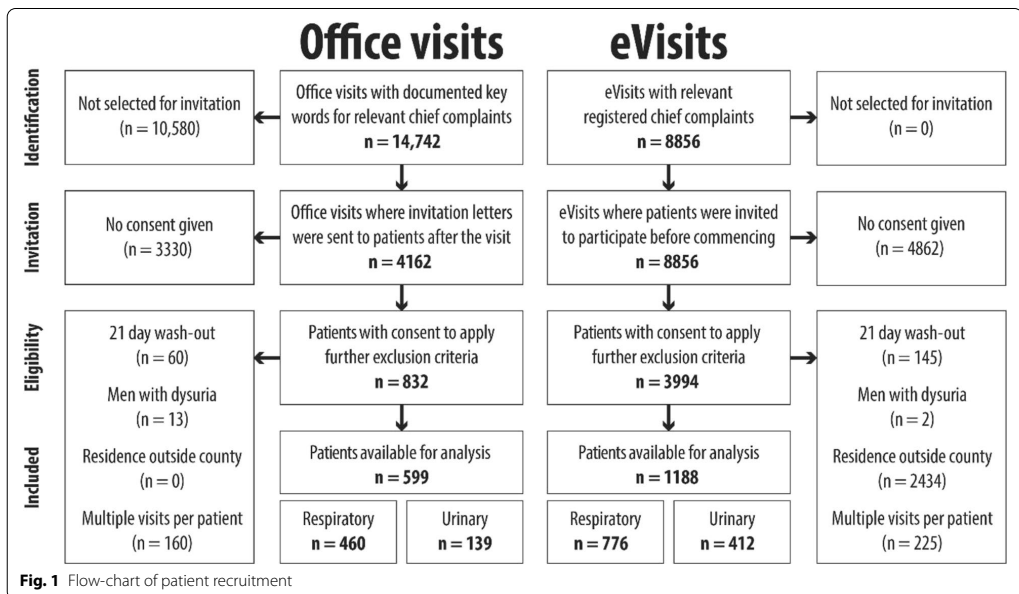 Office visits
eVisits
Identification
Not selected for invitation
(n = 10,580)
Office visits with documented key
words for relevant chief complaints
n = 14,742
eVisits with relevant
registered chief complaints
n = 8856
Not selected for invitation
(n = 0)
Invitation
No consent given
(n = 3330)
Office visits where invitation letters
were sent to patients after the visit
n = 4162
eVisits where patients were invited
to participate before commencing
n = 8856
No consent given
(n = 4862)
Eligibility
21 day wash-out
(n = 60)
Men with dysuria
(n = 13)
Residence outside county
(n = 0)
Multiple visits per patient
(n = 160)
Patients with consent to apply
further exclusion criteria
n = 832
Patients with consent to apply
further exclusion criteria
n = 3994
21 day wash-out
(n = 145)
Men with dysuria
(n = 2)
Residence outside county
(n = 2434)
Multiple visits per patient
(n = 225)
Included
Patients available for analysis
n = 599
Respiratory
n = 460
Urinary
n = 139
Patients available for analysis
n = 1188
Respiratory
n = 776
Urinary
n = 412
Fig. 1 Flow-chart of patient recruitment